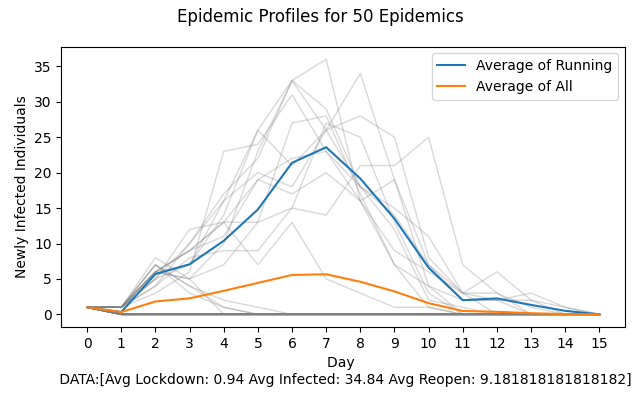 Epidemic Profiles for 50 Epidemics
Average of Running
Average of All
35
30
25
20
15
10
5
0
Newly Infected Individuals
0 1 2 3 4 5 6 7 8 9 10 11 12 13 14 15
Day
DATA:[Avg Lockdown: 0.94 Avg Infected: 34.84 Avg Reopen: 9.181818181818182]